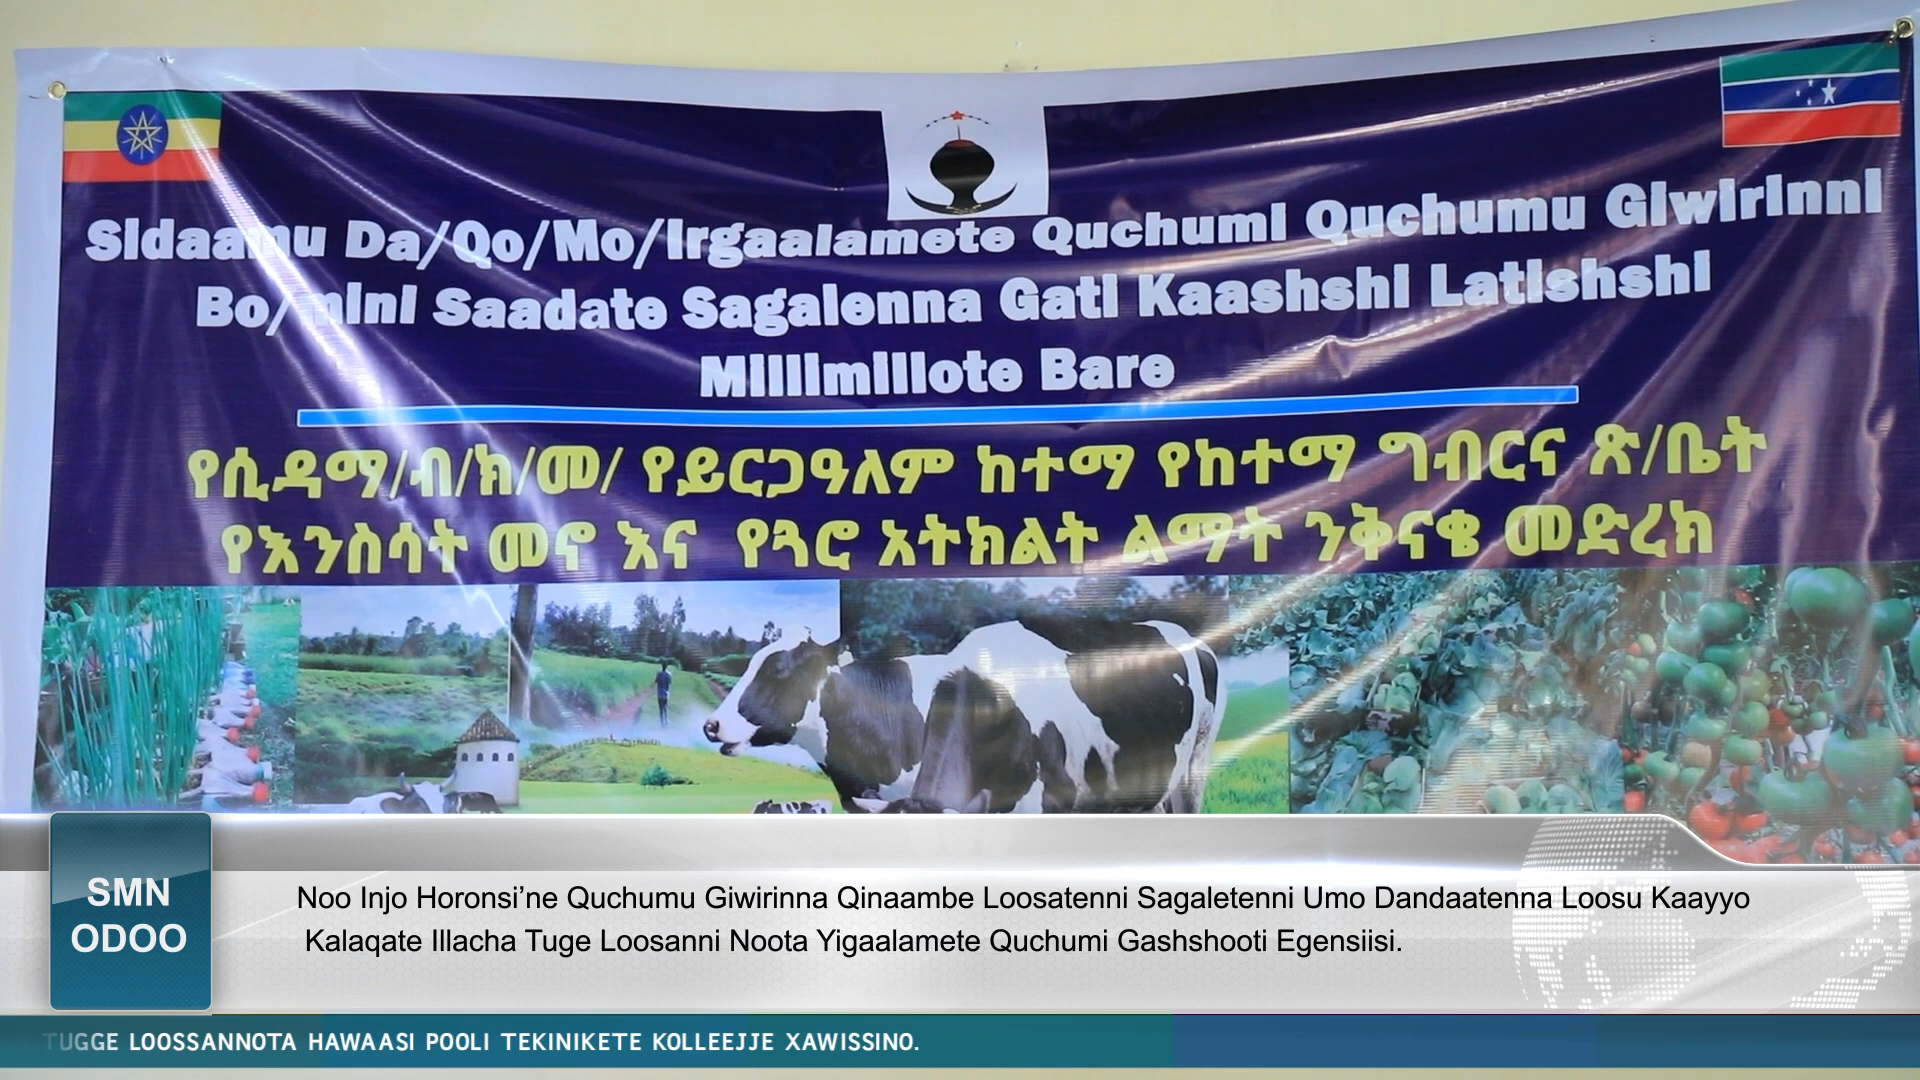 Sidaamu Da/Qo/Mo/Irgaalamete Quchumi Quchumu Giwirinni
Bo/mini Saadate Sagalenna Gati Kaashshi Latishshi
Millimillote Bare
የሲዳማ/ብ/ክ/መ/ የይርጋዓለም ከተማ የከተማ ግብርና ጽ/ቤት
የእንስሳት መኖ እና የጓሮ አትክልት ልማት ንቅናቄ መድረክ
SMN
ODOO
Noo Injo Horonsi’ne Quchumu Giwirinna Qinaambe Loosatenni Sagaletenni Umo Dandaatenna Loosu Kaayyo
Kalaqate Illacha Tuge Loosanni Noota Yigaalamete Quchumi Gashshooti Egensiisi.
TUGGE LOOSSANNOTA HAWAASI POOLI TEKINIKETE KOLLEEJJE XAWISSINO.